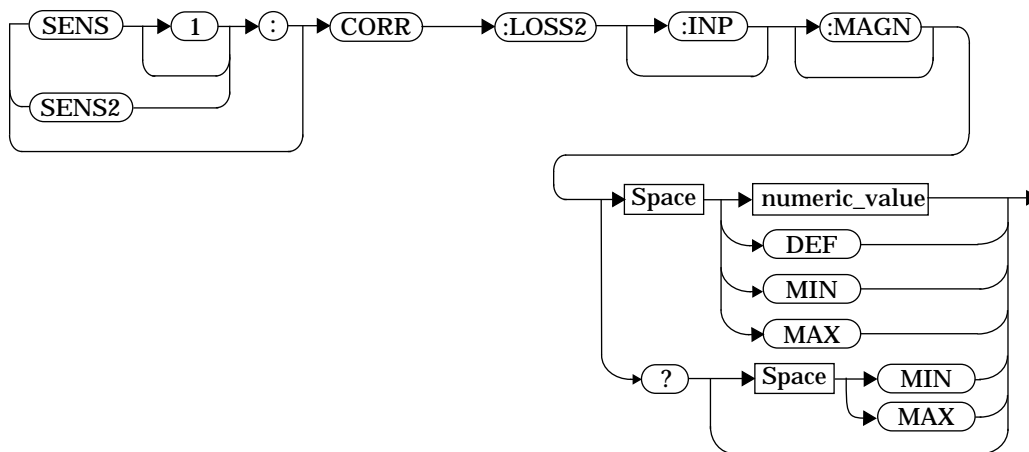 SENS 1 : CORR :LOSS2 :INP :MAGN
SENS2
Space numeric_value
DEF
MIN
MAX
? Space MIN
MAX